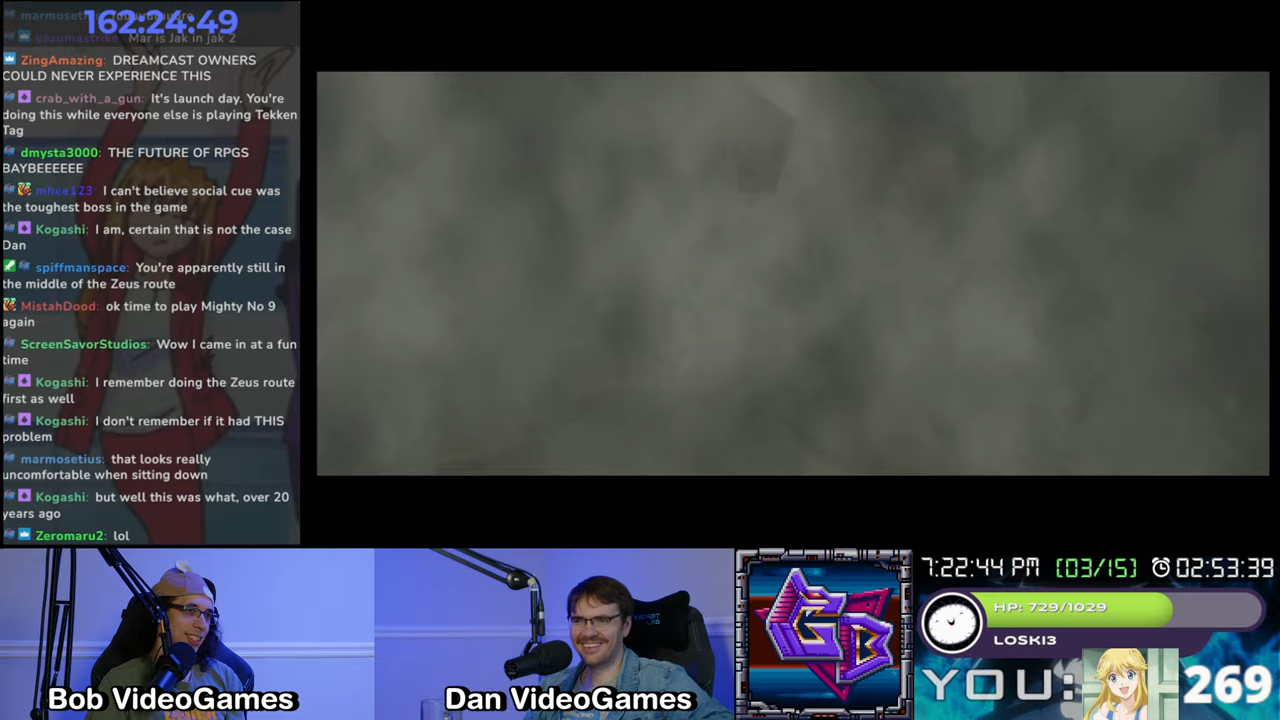 162:24:49
kazumastrike: Mar is Jak in jak 2
ZingAmazing: DREAMCAST OWNERS
COULD NEVER EXPERIENCE THIS
crab_with_a_gun: It's launch day. You're
doing this while everyone else is playing Tekken
Tag
dmysta3000: THE FUTURE OF RPGS
BAYBEEEEEE
mhee123: I can't believe social cue was
the toughest boss in the game
Kogashi: I am, certain that is not the case
Dan
spiffmanspace: You're apparently still in
the middle of the Zeus route
MistahDood: ok time to play Mighty No 9
again
ScreenSavorStudios: Wow I came in at a fun
time
Kogashi: I remember doing the Zeus route
first as well
Kogashi: I don't remember if it had THIS
problem
marmosetius: that looks really
uncomfortable when sitting down
Kogashi: but well this was what, over 20
years ago
Zeromaru2: lol
Bob VideoGames
Dan VideoGames
GB
7:22:44 PM [03/15] 02:53:39
HP: 729/1029
LOSKI3
YOU: 269